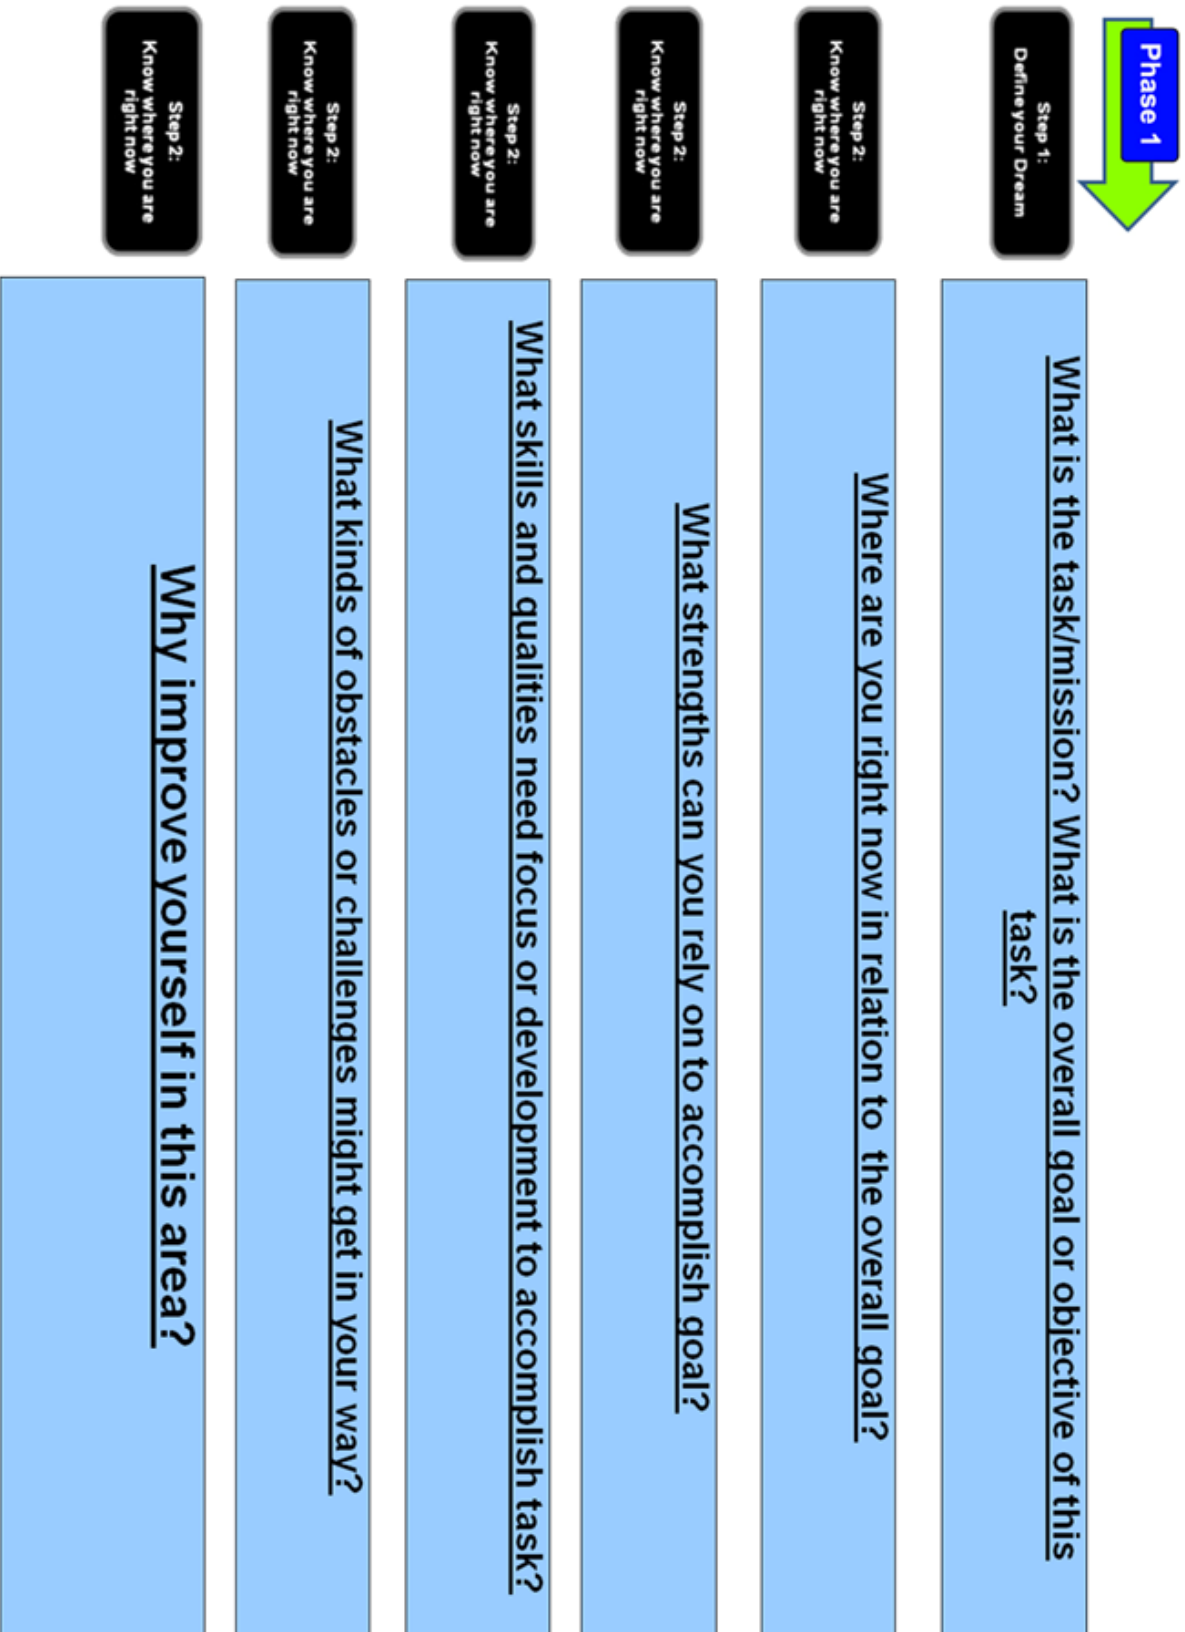 Phase 1
Step 1:
Define your Dream
What is the task/mission? What is the overall goal or objective of this
task?
Step 2:
Know where you are
right now
Where are you right now in relation to  the overall goal?
Step 2:
Know where you are
right now
What strengths can you rely on to accomplish goal?
Step 2:
Know where you are
right now
What skills and qualities need focus or development to accomplish task?
Step 2:
Know where you are
right now
What kinds of obstacles or challenges might get in your way?
Step 2:
Know where you are
right now
Why improve yourself in this area?